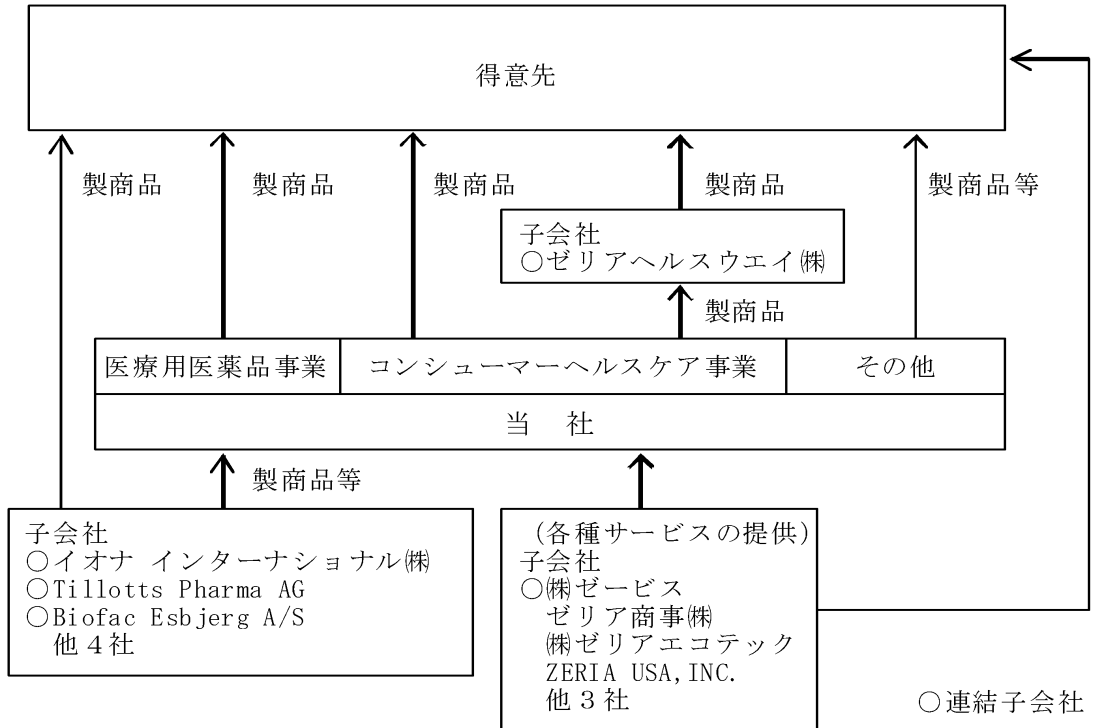 得意先
製商品
製商品
製商品
製商品
製商品等
子会社
○ゼリアヘルスウエイ㈱
製商品
医療用医薬品事業
コンシューマーヘルスケア事業
その他
当 社
製商品等
子会社
○イオナ インターナショナル㈱
○Tillotts Pharma AG
○Biofac Esbjerg A/S
他４社
(各種サービスの提供)
子会社
○㈱ゼービス
ゼリア商事㈱
㈱ゼリアエコテック
ZERIA USA,INC.
他３社
○連結子会社